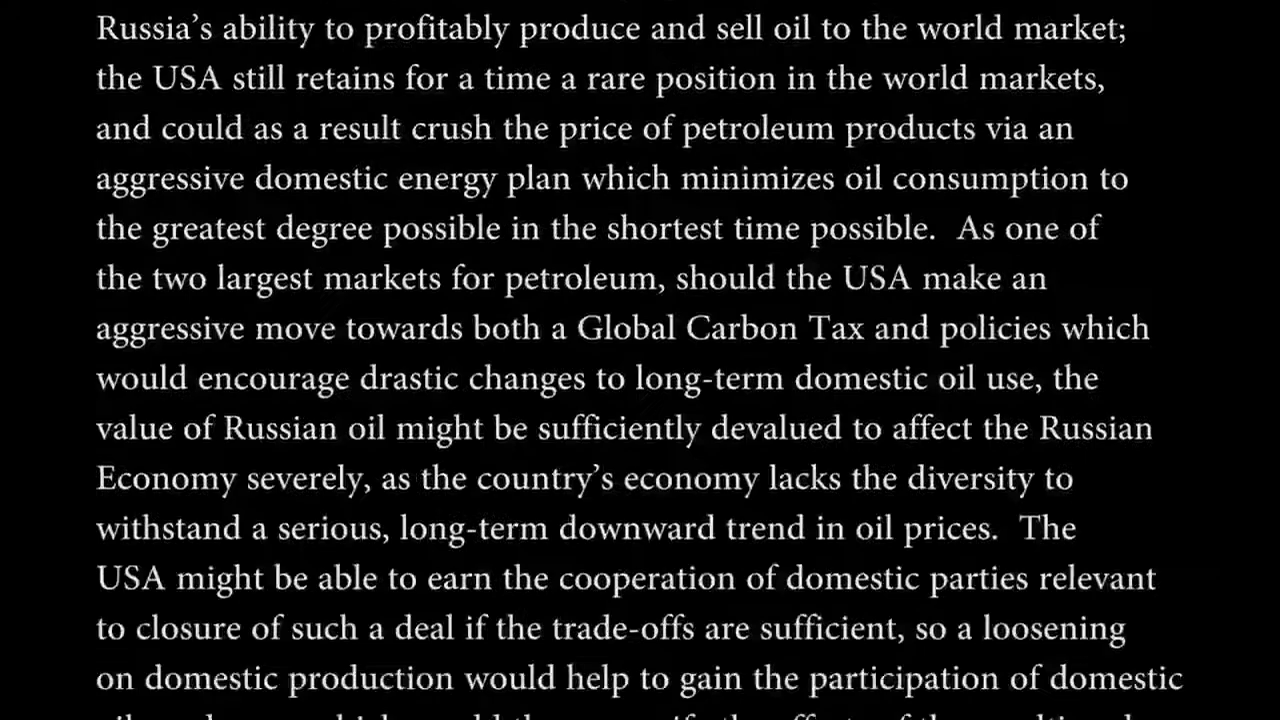 Russia's ability to profitably produce and sell oil to the world market;
the USA still retains for a time a rare position in the world markets,
and could as a result crush the price of petroleum products via an
aggressive domestic energy plan which minimizes oil consumption to
the greatest degree possible in the shortest time possible.  As one of
the two largest markets for petroleum, should the USA make an
aggressive move towards both a Global Carbon Tax and policies which
would encourage drastic changes to long-term domestic oil use, the
value of Russian oil might be sufficiently devalued to affect the Russian
Economy severely, as the country's economy lacks the diversity to
withstand a serious, long-term downward trend in oil prices.  The
USA might be able to earn the cooperation of domestic parties relevant
to closure of such a deal if the trade-offs are sufficient, so a loosening
on domestic production would help to gain the participation of domestic